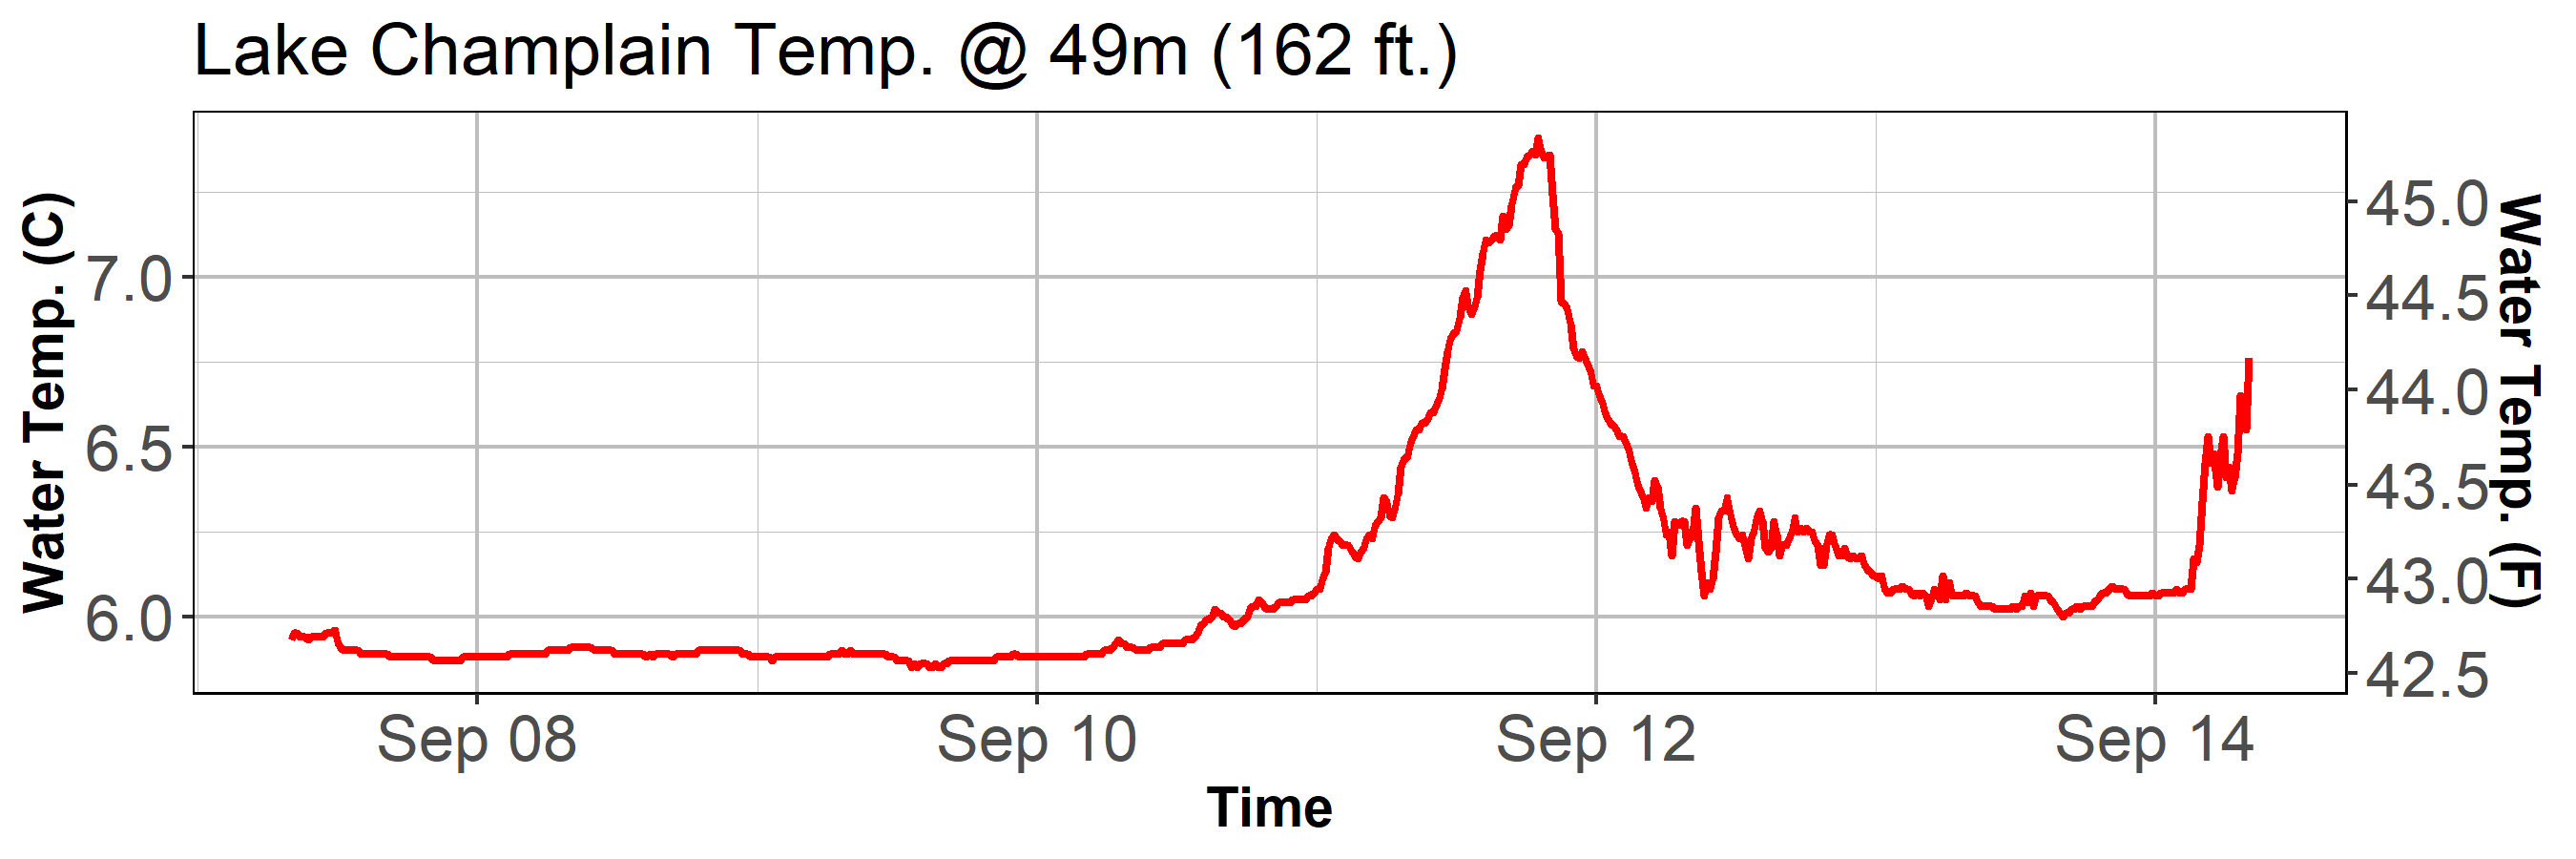 Lake Champlain Temp. @ 49m (162 ft.)
Water Temp. (C)
7.0
6.5
6.0
45.0
44.5
44.0
43.5
43.0
42.5
Water Temp. (F)
Sep 08 Sep 10 Sep 12 Sep 14
Time